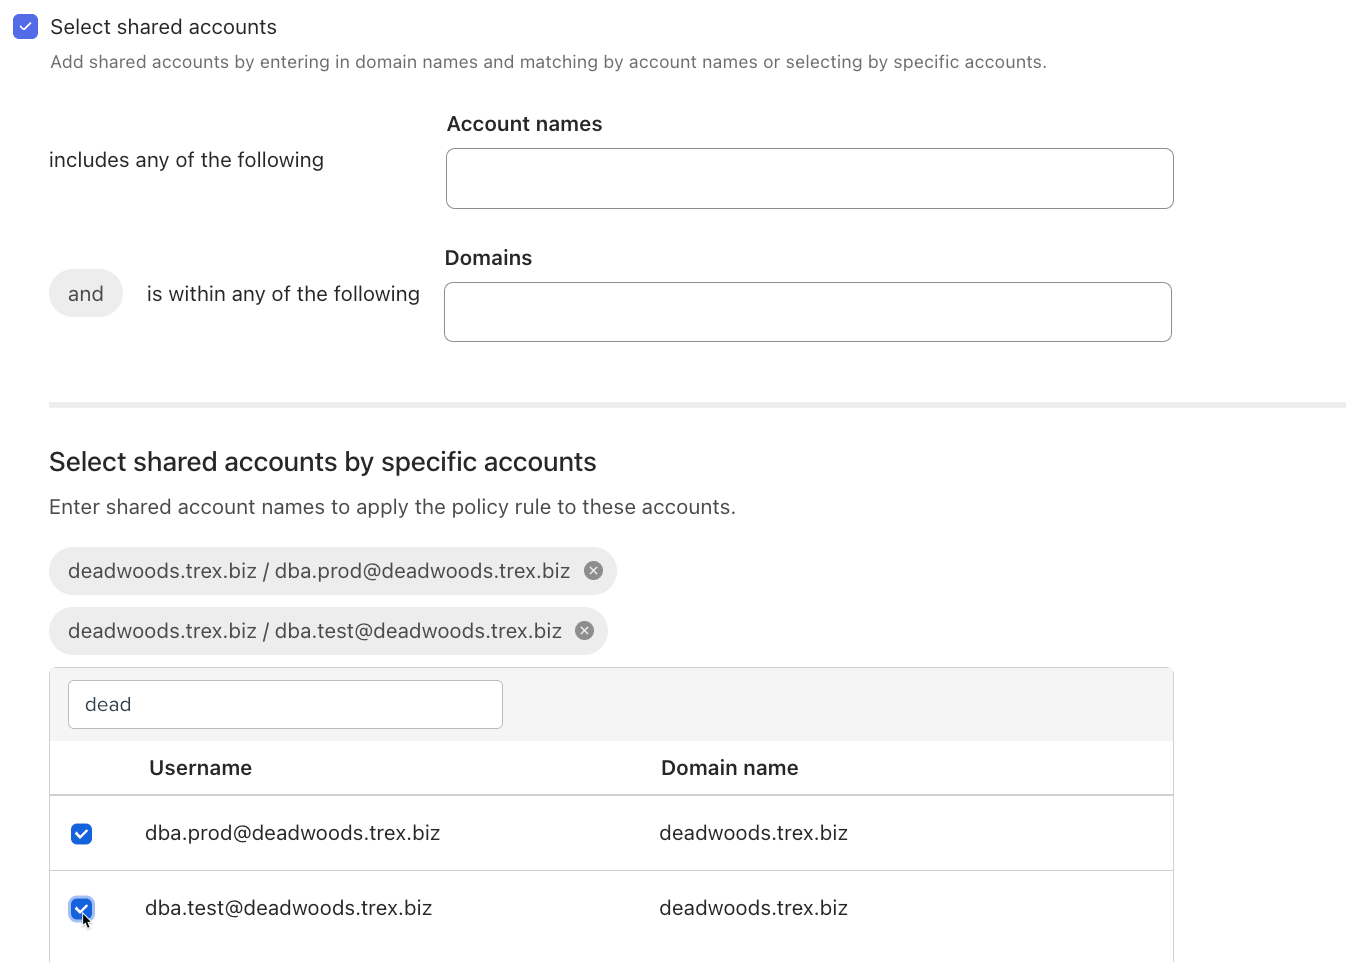 Select shared accounts
Add shared accounts by entering in domain names and matching by account names or selecting by specific accounts.
Account names
includes any of the following
Domains
and is within any of the following
Select shared accounts by specific accounts
Enter shared account names to apply the policy rule to these accounts.
deadwoods.trex.biz / dba.prod@deadwoods.trex.biz
deadwoods.trex.biz / dba.test@deadwoods.trex.biz
dead
Username Domain name
dba.prod@deadwoods.trex.biz deadwoods.trex.biz
dba.test@deadwoods.trex.biz deadwoods.trex.biz